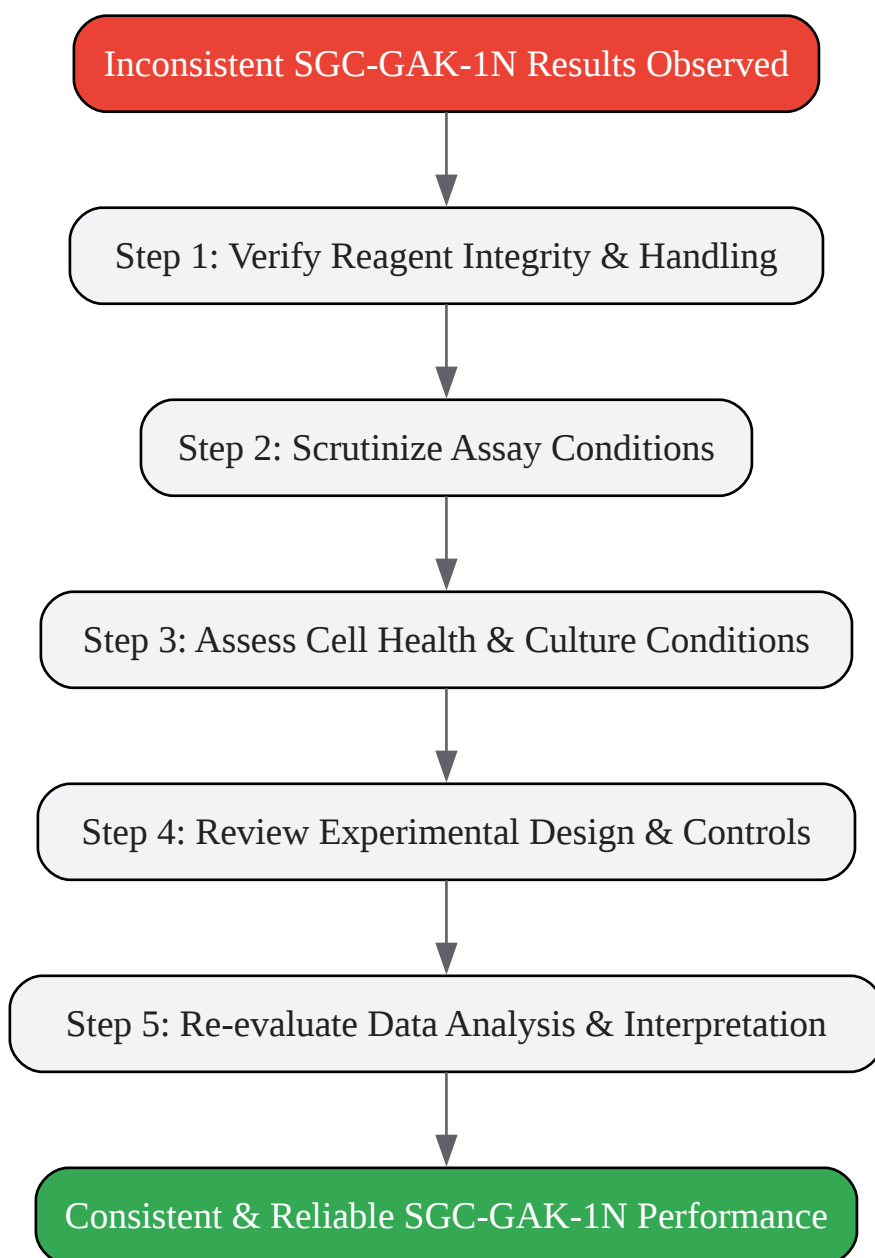 Inconsistent SGC-GAK-1N Results Observed
Step 1: Verify Reagent Integrity & Handling
Step 2: Scrutinize Assay Conditions
Step 3: Assess Cell Health & Culture Conditions
Step 4: Review Experimental Design & Controls
Step 5: Re-evaluate Data Analysis & Interpretation
Consistent & Reliable SGC-GAK-1N Performance